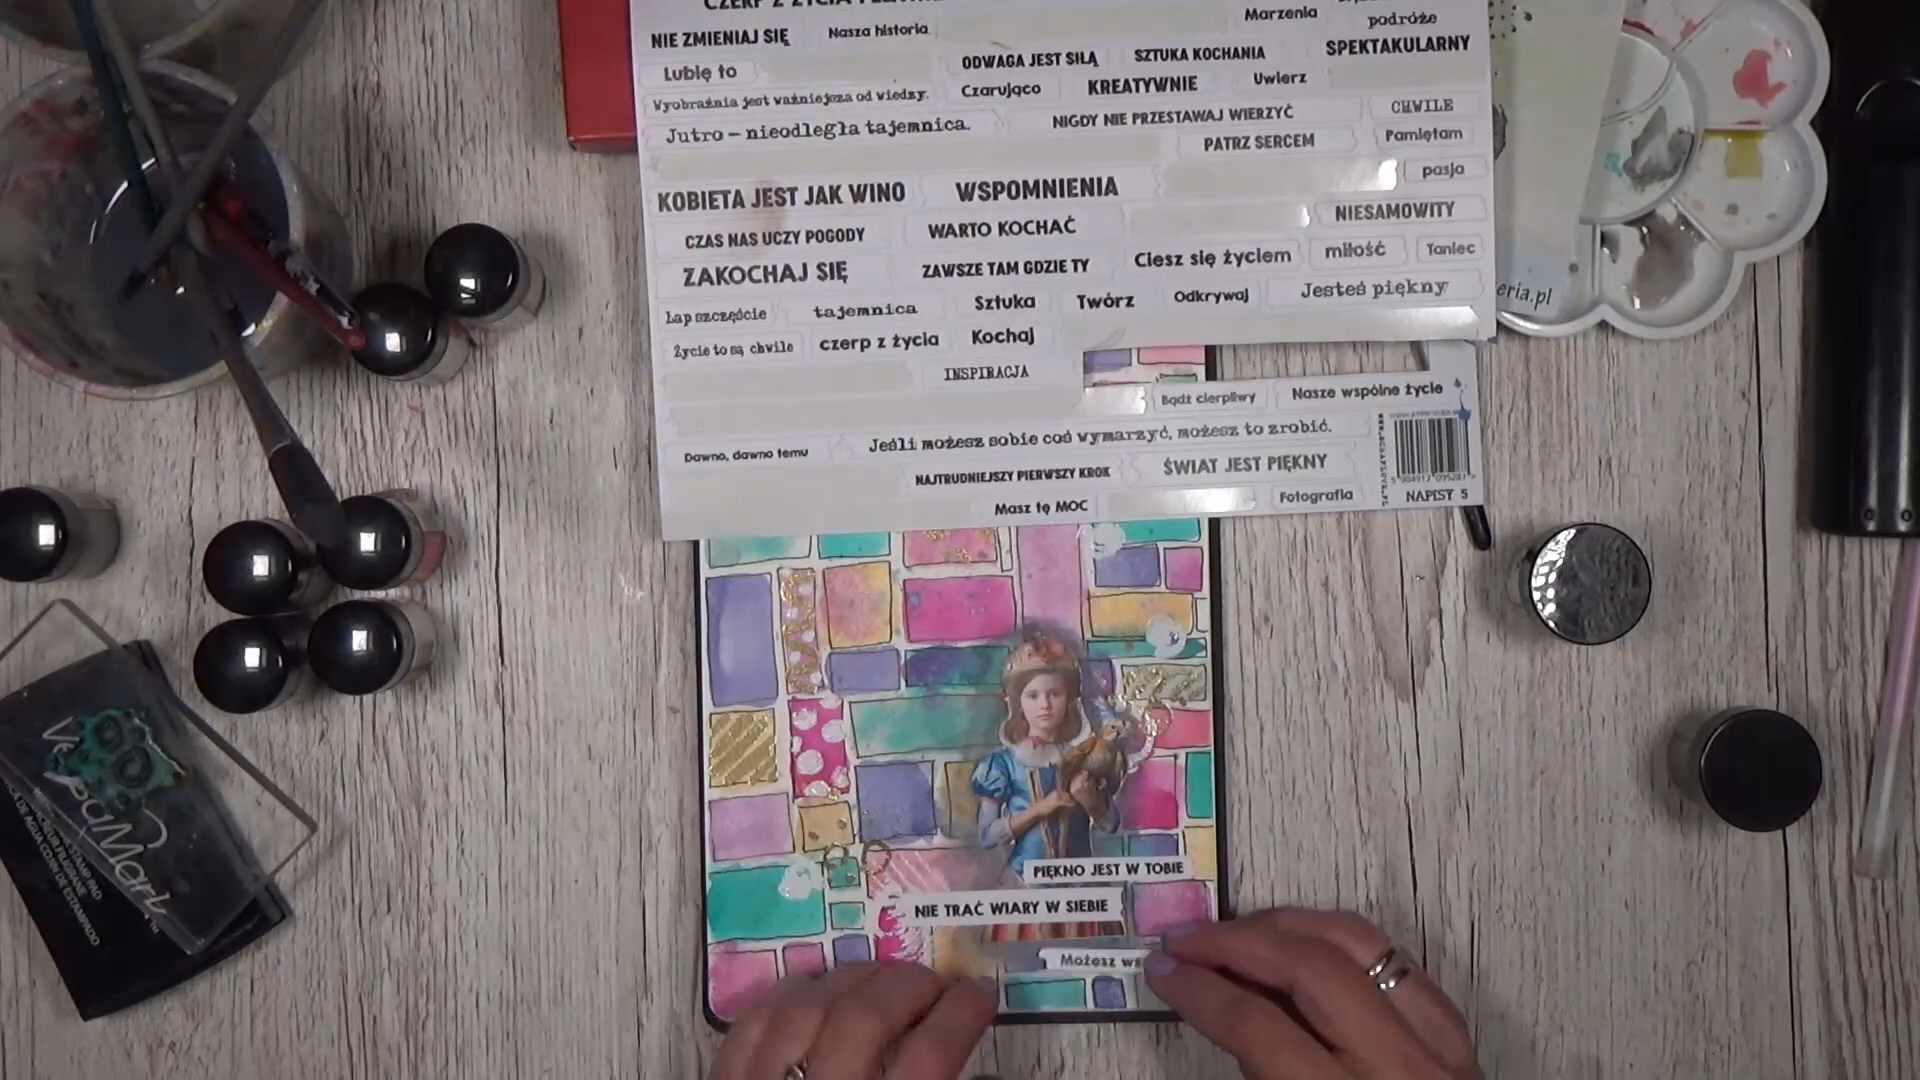 NIE ZMIENIAJ SIĘ
Nasza historia
Marzenia
podróże
Lubię to
ODWAGA JEST SIŁĄ
SZTUKA KOCHANIA
SPEKTAKULARNY
Wyobraźnia jest ważniejsza od wiedzy.
Czarująco
KREATYWNIE
Uwierz
Jutro – nieodległa tajemnica.
NIGDY NIE PRZESTAWAJ WIERZYĆ
CHWILE
PATRZ SERCEM
Pamiętam
pasja
KOBIETA JEST JAK WINO
WSPOMNIENIA
CZAS NAS UCZY POGODY
WARTO KOCHAĆ
NIESAMOWITY
ZAKOCHAJ SIĘ
ZAWSZE TAM GDZIE TY
Ciesz się życiem
miłość
Taniec
Łap szczęście
tajemnica
Sztuka
Twórz
Odkrywaj
Jesteś piękny
eria.pl
Życie to są chwile
czerp z życia
Kochaj
INSPIRACJA
Bądź cierpliwy
Nasze wspólne życie
Dawno, dawno temu
Jeśli możesz sobie coś wymarzyć, możesz to zrobić.
NAJTRUDNIEJSZY PIERWSZY KROK
ŚWIAT JEST PIĘKNY
Masz tę MOC
Fotografia
NAPISY 5
PIĘKNO JEST W TOBIE
NIE TRAĆ WIARY W SIEBIE
Możesz ws